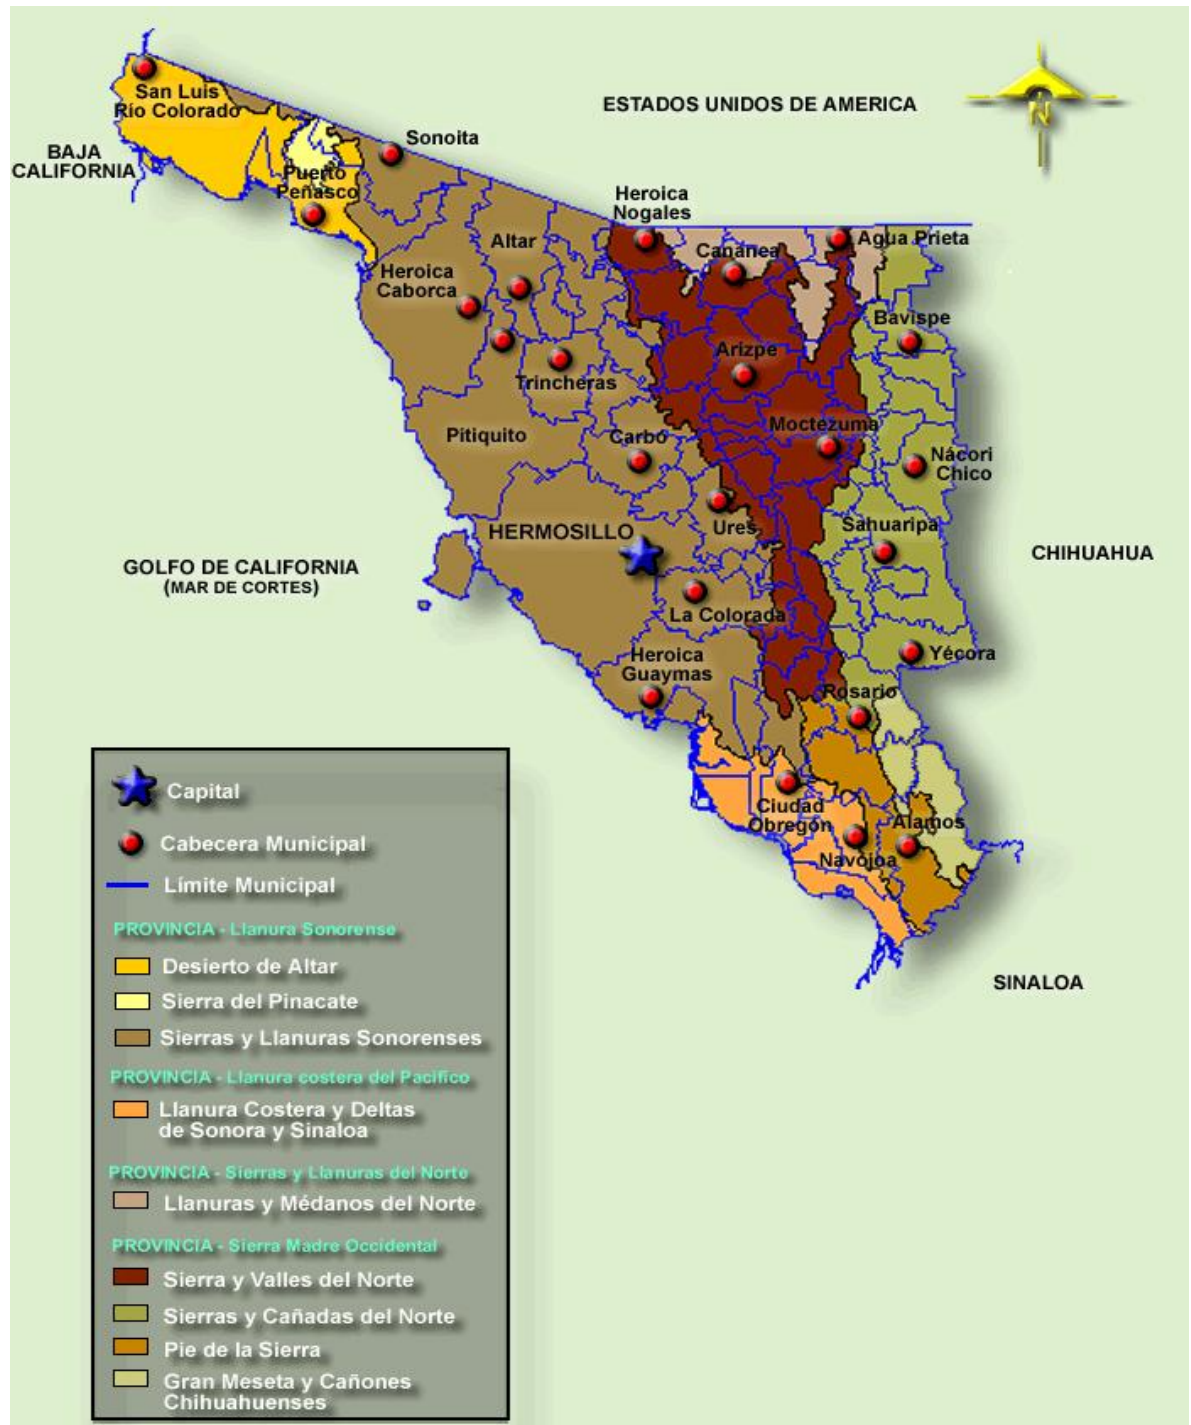 ESTADOS UNIDOS DE AMERICA
N
San Luis
Río Colorado
BAJA
CALIFORNIA
Sonoita
Puerto
Peñasco
Heroica
Nogales
Agua Prieta
Cananea
Altar
Heroica
Caborca
Bavispe
Arizpe
Trincheras
Moctezuma
Pitiquito
Carbó
Nácori
Chico
Ures
Sahuaripa
HERMOSILLO
CHIHUAHUA
GOLFO DE CALIFORNIA
(MAR DE CORTES)
La Colorada
Yécora
Heroica
Guaymas
Rosario
Ciudad
Obregón
Alamos
Navojoa
SINALOA
Capital
Cabecera Municipal
Límite Municipal
PROVINCIA - Llanura Sonorense
Desierto de Altar
Sierra del Pinacate
Sierras y Llanuras Sonorenses
PROVINCIA - Llanura costera del Pacifico
Llanura Costera y Deltas
de Sonora y Sinaloa
PROVINCIA - Sierras y Llanuras del Norte
Llanuras y Médanos del Norte
PROVINCIA - Sierra Madre Occidental
Sierra y Valles del Norte
Sierras y Cañadas del Norte
Pie de la Sierra
Gran Meseta y Cañones
Chihuahuenses